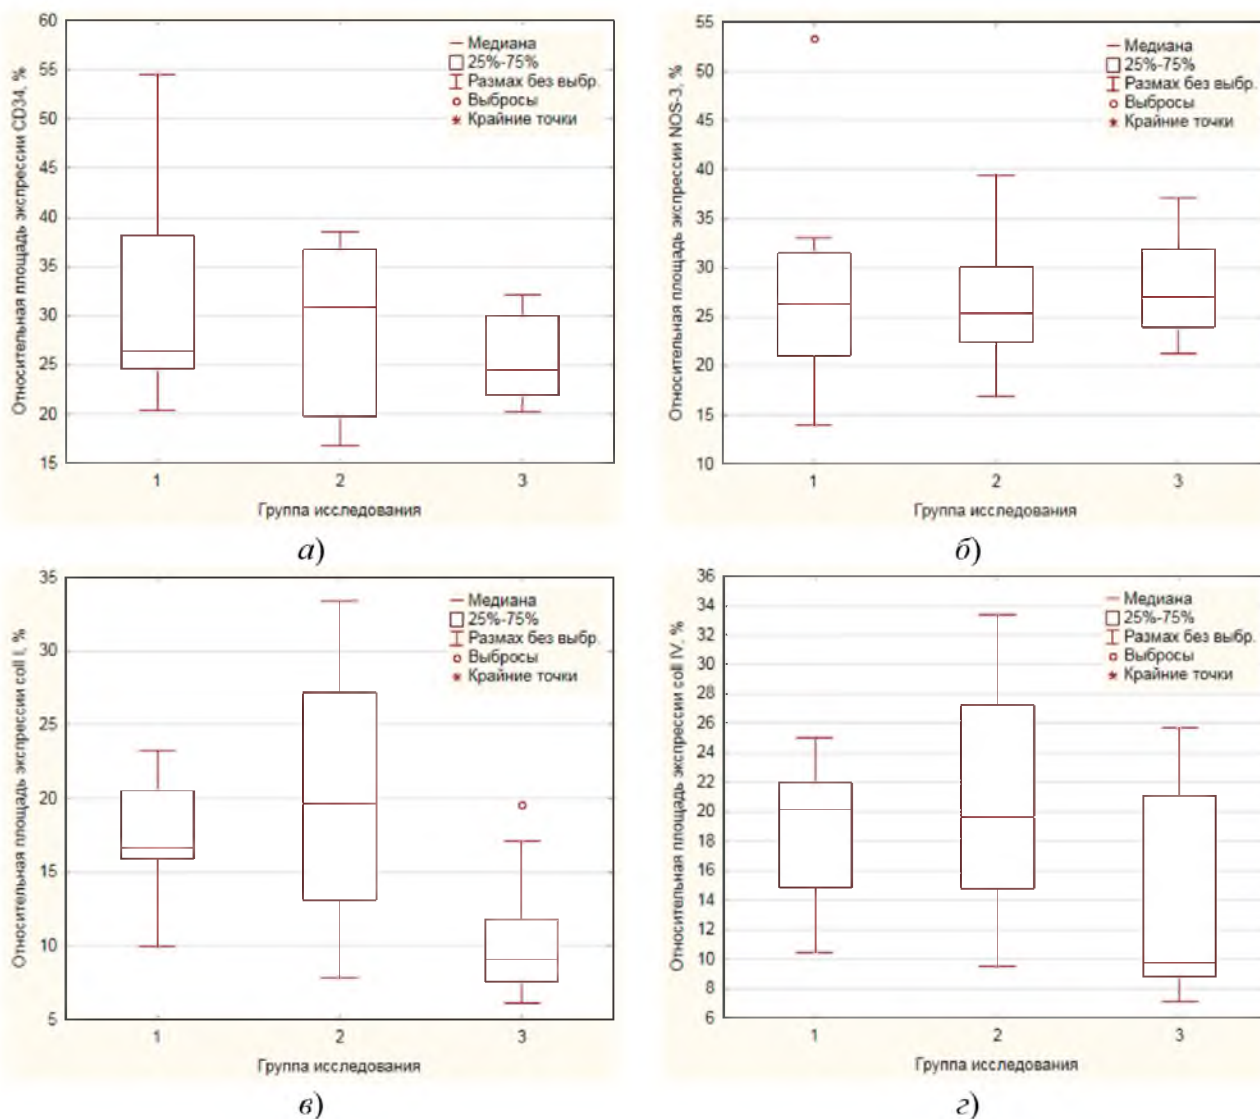 Относительная площадь экспрессии CD34, %
60
55
50
45
40
35
30
25
20
15
Медиана
25%-75%
Размах без выбр.
Выбросы
Крайние точки
1 2 3
Группа исследования
а)
Относительная площадь экспрессии NOS-3, %
55
50
45
40
35
30
25
20
15
10
Медиана
25%-75%
Размах без выбр.
Выбросы
Крайние точки
1 2 3
Группа исследования
б)
Относительная площадь экспрессии coll I, %
35
30
25
20
15
10
5
Медиана
25%-75%
Размах без выбр.
Выбросы
Крайние точки
1 2 3
Группа исследования
в)
Относительная площадь экспрессии coll IV, %
36
34
32
30
28
26
24
22
20
18
16
14
12
10
8
6
Медиана
25%-75%
Размах без выбр.
Выбросы
Крайние точки
1 2 3
Группа исследования
г)